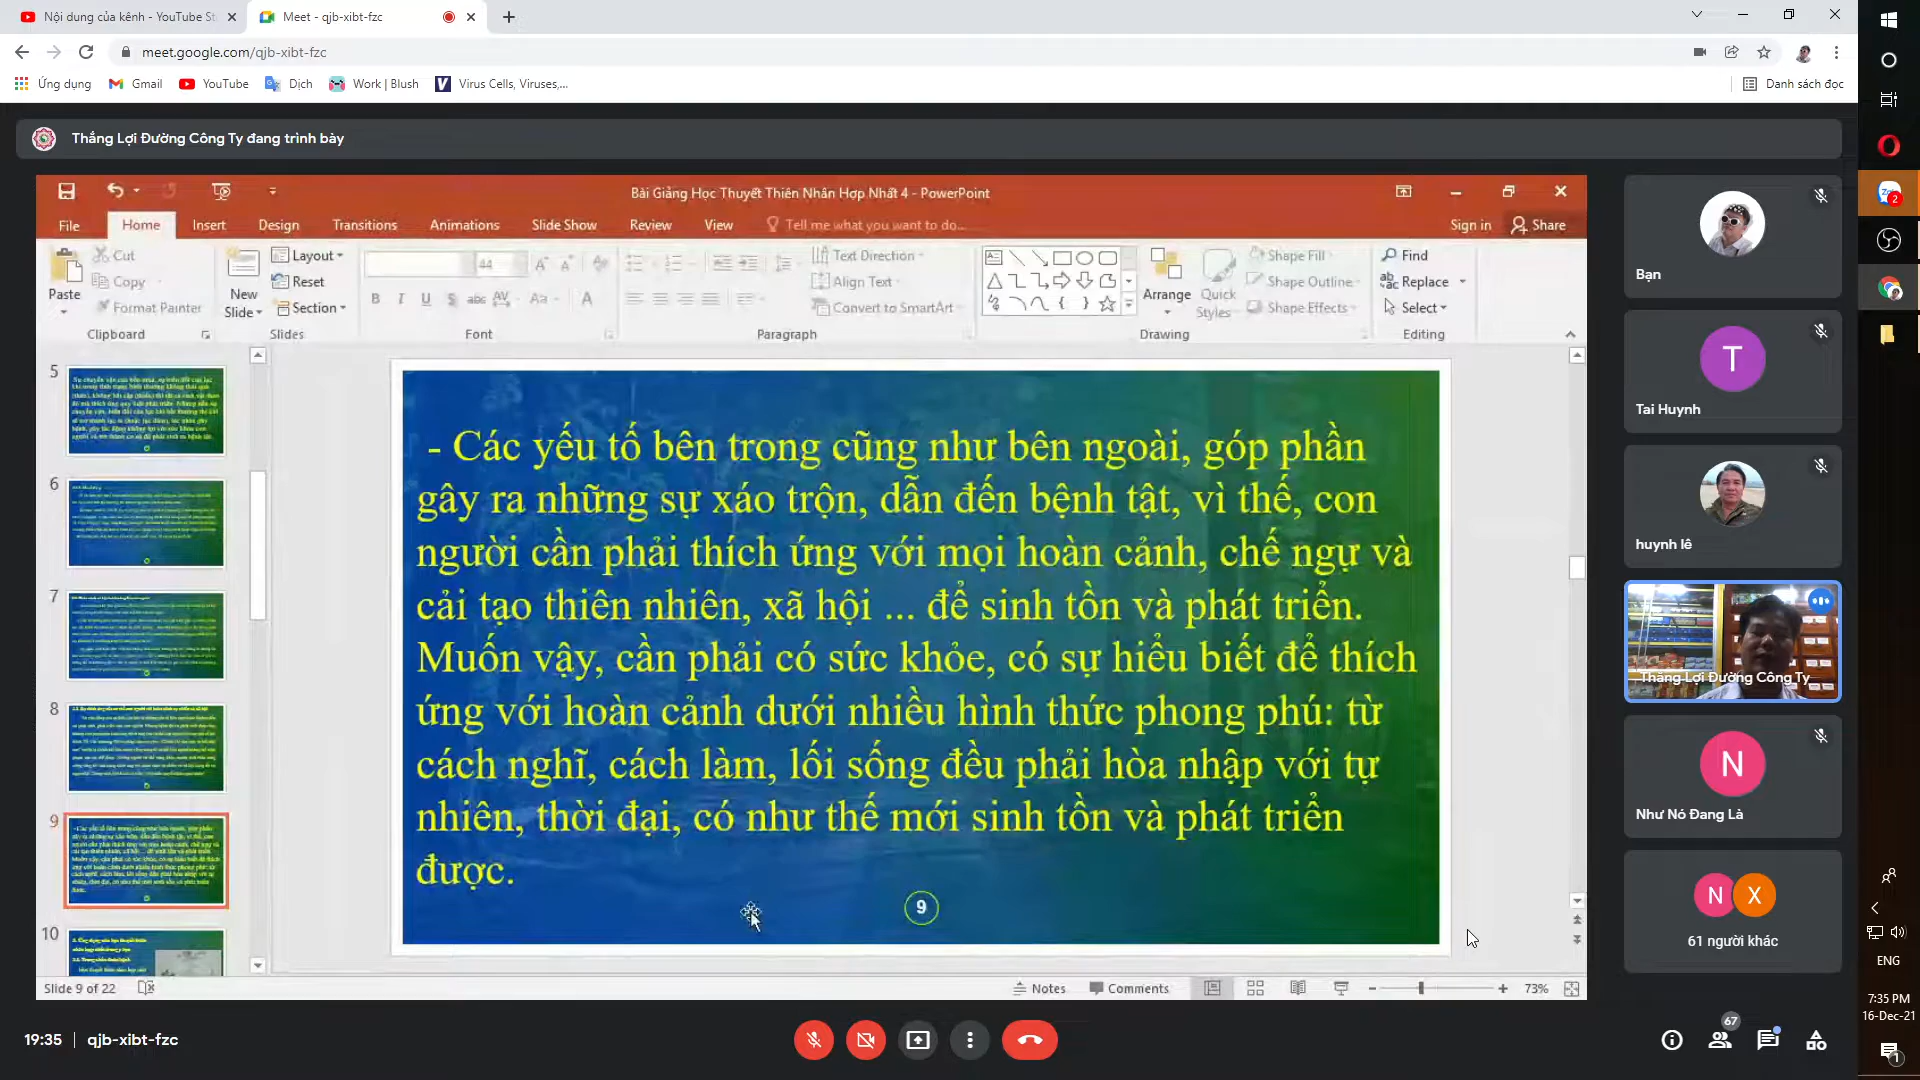 Nội dung của kênh - YouTube St
Meet - qjb-xibt-fzc
meet.google.com/qjb-xibt-fzc
Ứng dụng
Gmail
YouTube
Dịch
Work | Blush
Virus Cells, Viruses,...
Danh sách đọc
Thắng Lợi Đường Công Ty đang trình bày
Bài Giảng Học Thuyết Thiên Nhân Hợp Nhất 4 - PowerPoint
File Home Insert Design Transitions Animations Slide Show Review View Tell me what you want to do... Sign in Share
Paste
Cut
Copy
Format Painter
Clipboard
New
Slide
Layout
Reset
Section
Slides
44
Font
Paragraph
Text Direction
Align Text
Convert to SmartArt
Arrange
Quick
Styles
Shape Fill
Shape Outline
Shape Effects
Drawing
Find
Replace
Select
Editing
5
6
7
8
9
10
- Các yếu tố bên trong cũng như bên ngoài, góp phần
gây ra những sự xáo trộn, dẫn đến bệnh tật, vì thế, con
người cần phải thích ứng với mọi hoàn cảnh, chế ngự và
cải tạo thiên nhiên, xã hội ... để sinh tồn và phát triển.
Muốn vậy, cần phải có sức khỏe, có sự hiểu biết để thích
ứng với hoàn cảnh dưới nhiều hình thức phong phú: từ
cách nghĩ, cách làm, lối sống đều phải hòa nhập với tự
nhiên, thời đại, có như thế mới sinh tồn và phát triển
được.
9
Slide 9 of 22
Notes
Comments
73%
Bạn
T
Tai Huynh
huynh lê
Thắng Lợi Đường Công Ty
N
Như Nó Đang Là
N X
61 người khác
19:35 | qjb-xibt-fzc
67
2
ENG
7:35 PM
16-Dec-21
1